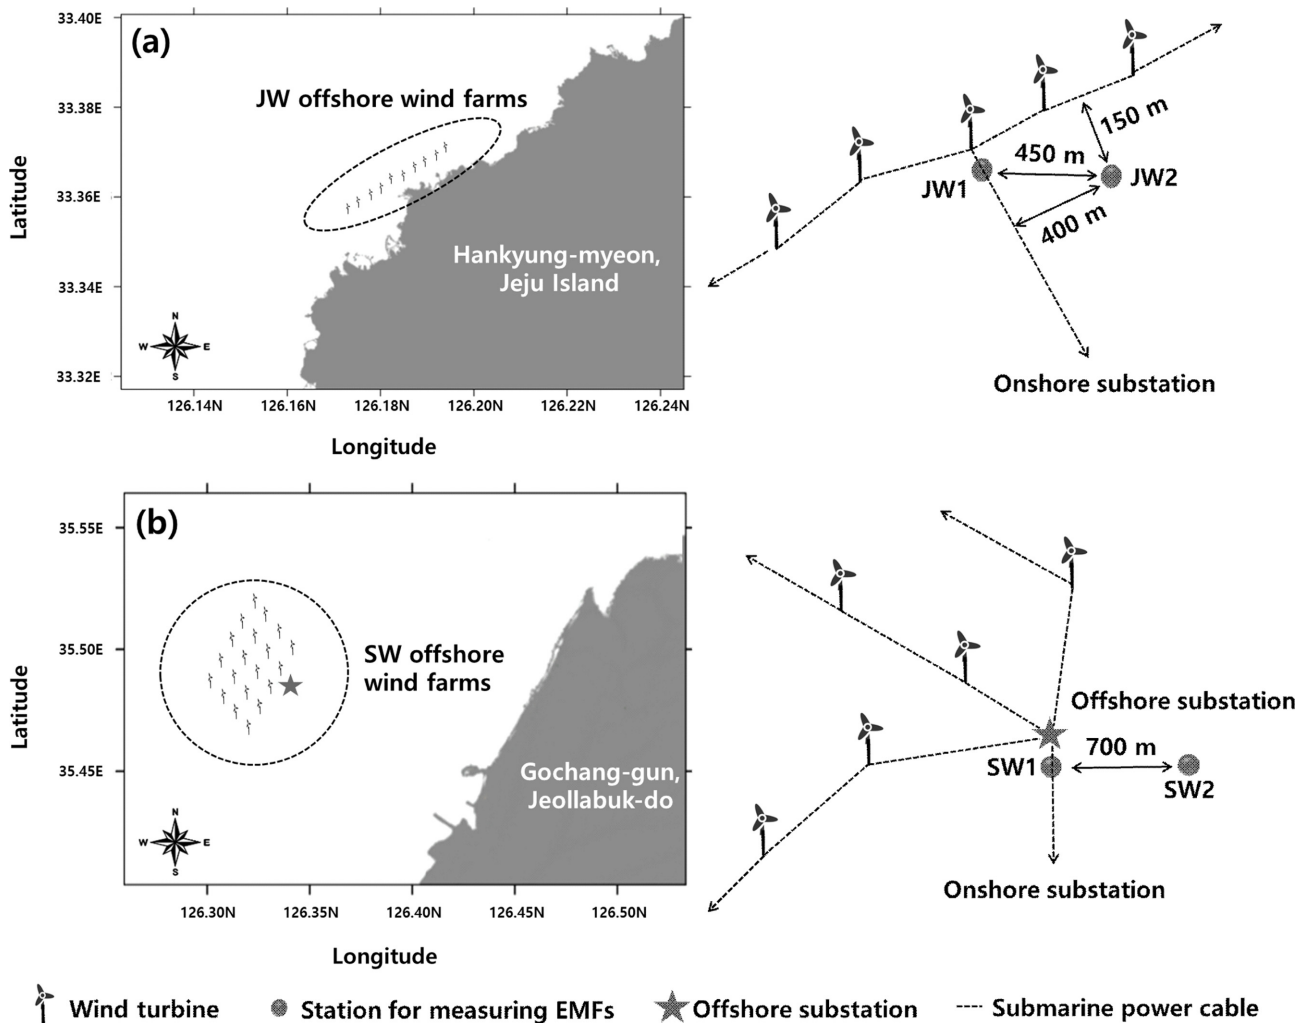 (a)
33.40E
33.38E
33.36E
33.34E
33.32E
Latitude
JW offshore wind farms
Hankyung-myeon,
Jeju Island
N
W E
S
126.14N 126.16N 126.18N 126.20N 126.22N 126.24N
Longitude
150 m
450 m
JW1
JW2
400 m
Onshore substation
(b)
35.55E
35.50E
35.45E
Latitude
SW offshore
wind farms
Gochang-gun,
Jeollabuk-do
N
W E
S
126.30N 126.35N 126.40N 126.45N 126.50N
Longitude
Offshore substation
700 m
SW1
SW2
Onshore substation
Wind turbine Station for measuring EMFs Offshore substation Submarine power cable